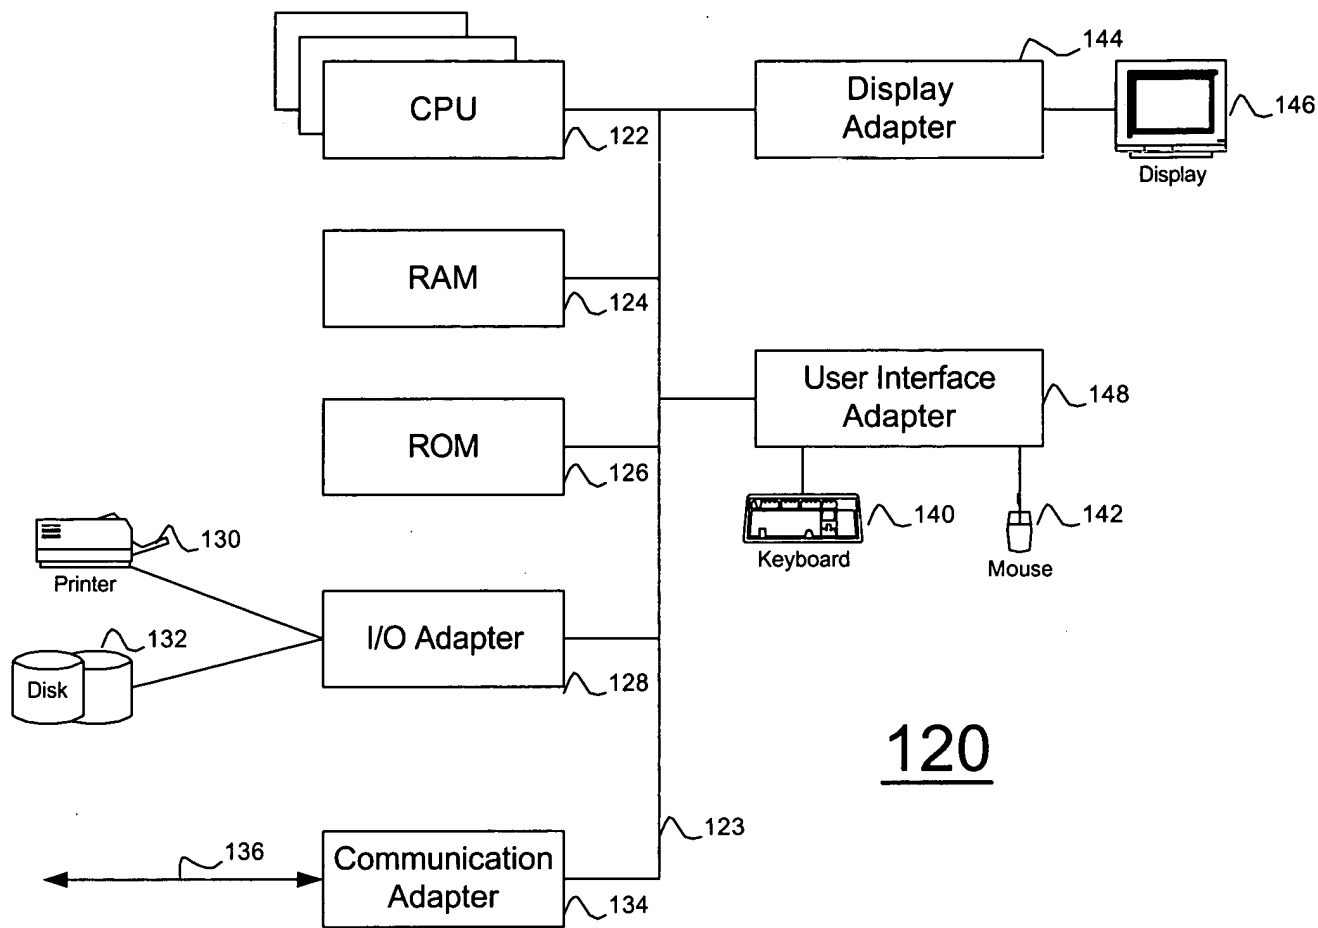 144
CPU
Display
Adapter
146
122
Display
RAM
124
User Interface
Adapter
148
ROM
126
140
142
130
Keyboard
Mouse
Printer
132
I/O Adapter
Disk
128
120
123
136
Communication
Adapter
134